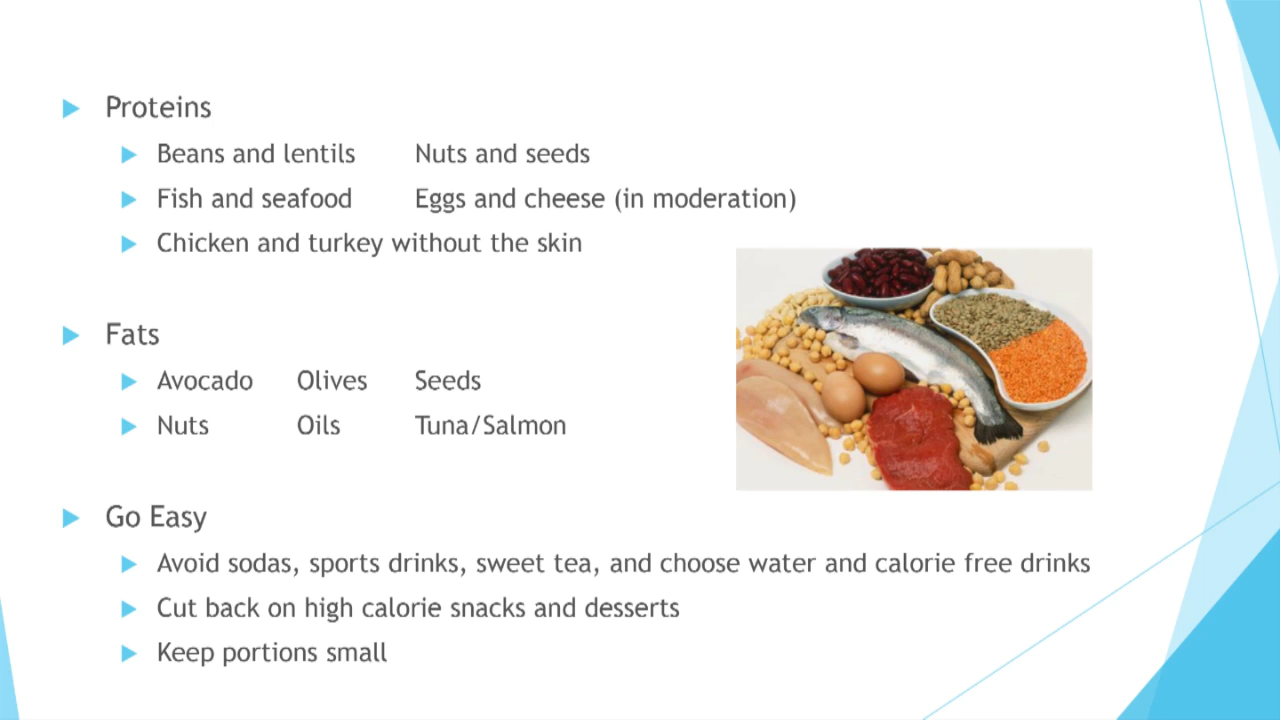 Proteins
Beans and lentils Nuts and seeds
Fish and seafood Eggs and cheese (in moderation)
Chicken and turkey without the skin
Fats
Avocado Olives Seeds
Nuts Oils Tuna/Salmon
Go Easy
Avoid sodas, sports drinks, sweet tea, and choose water and calorie free drinks
Cut back on high calorie snacks and desserts
Keep portions small